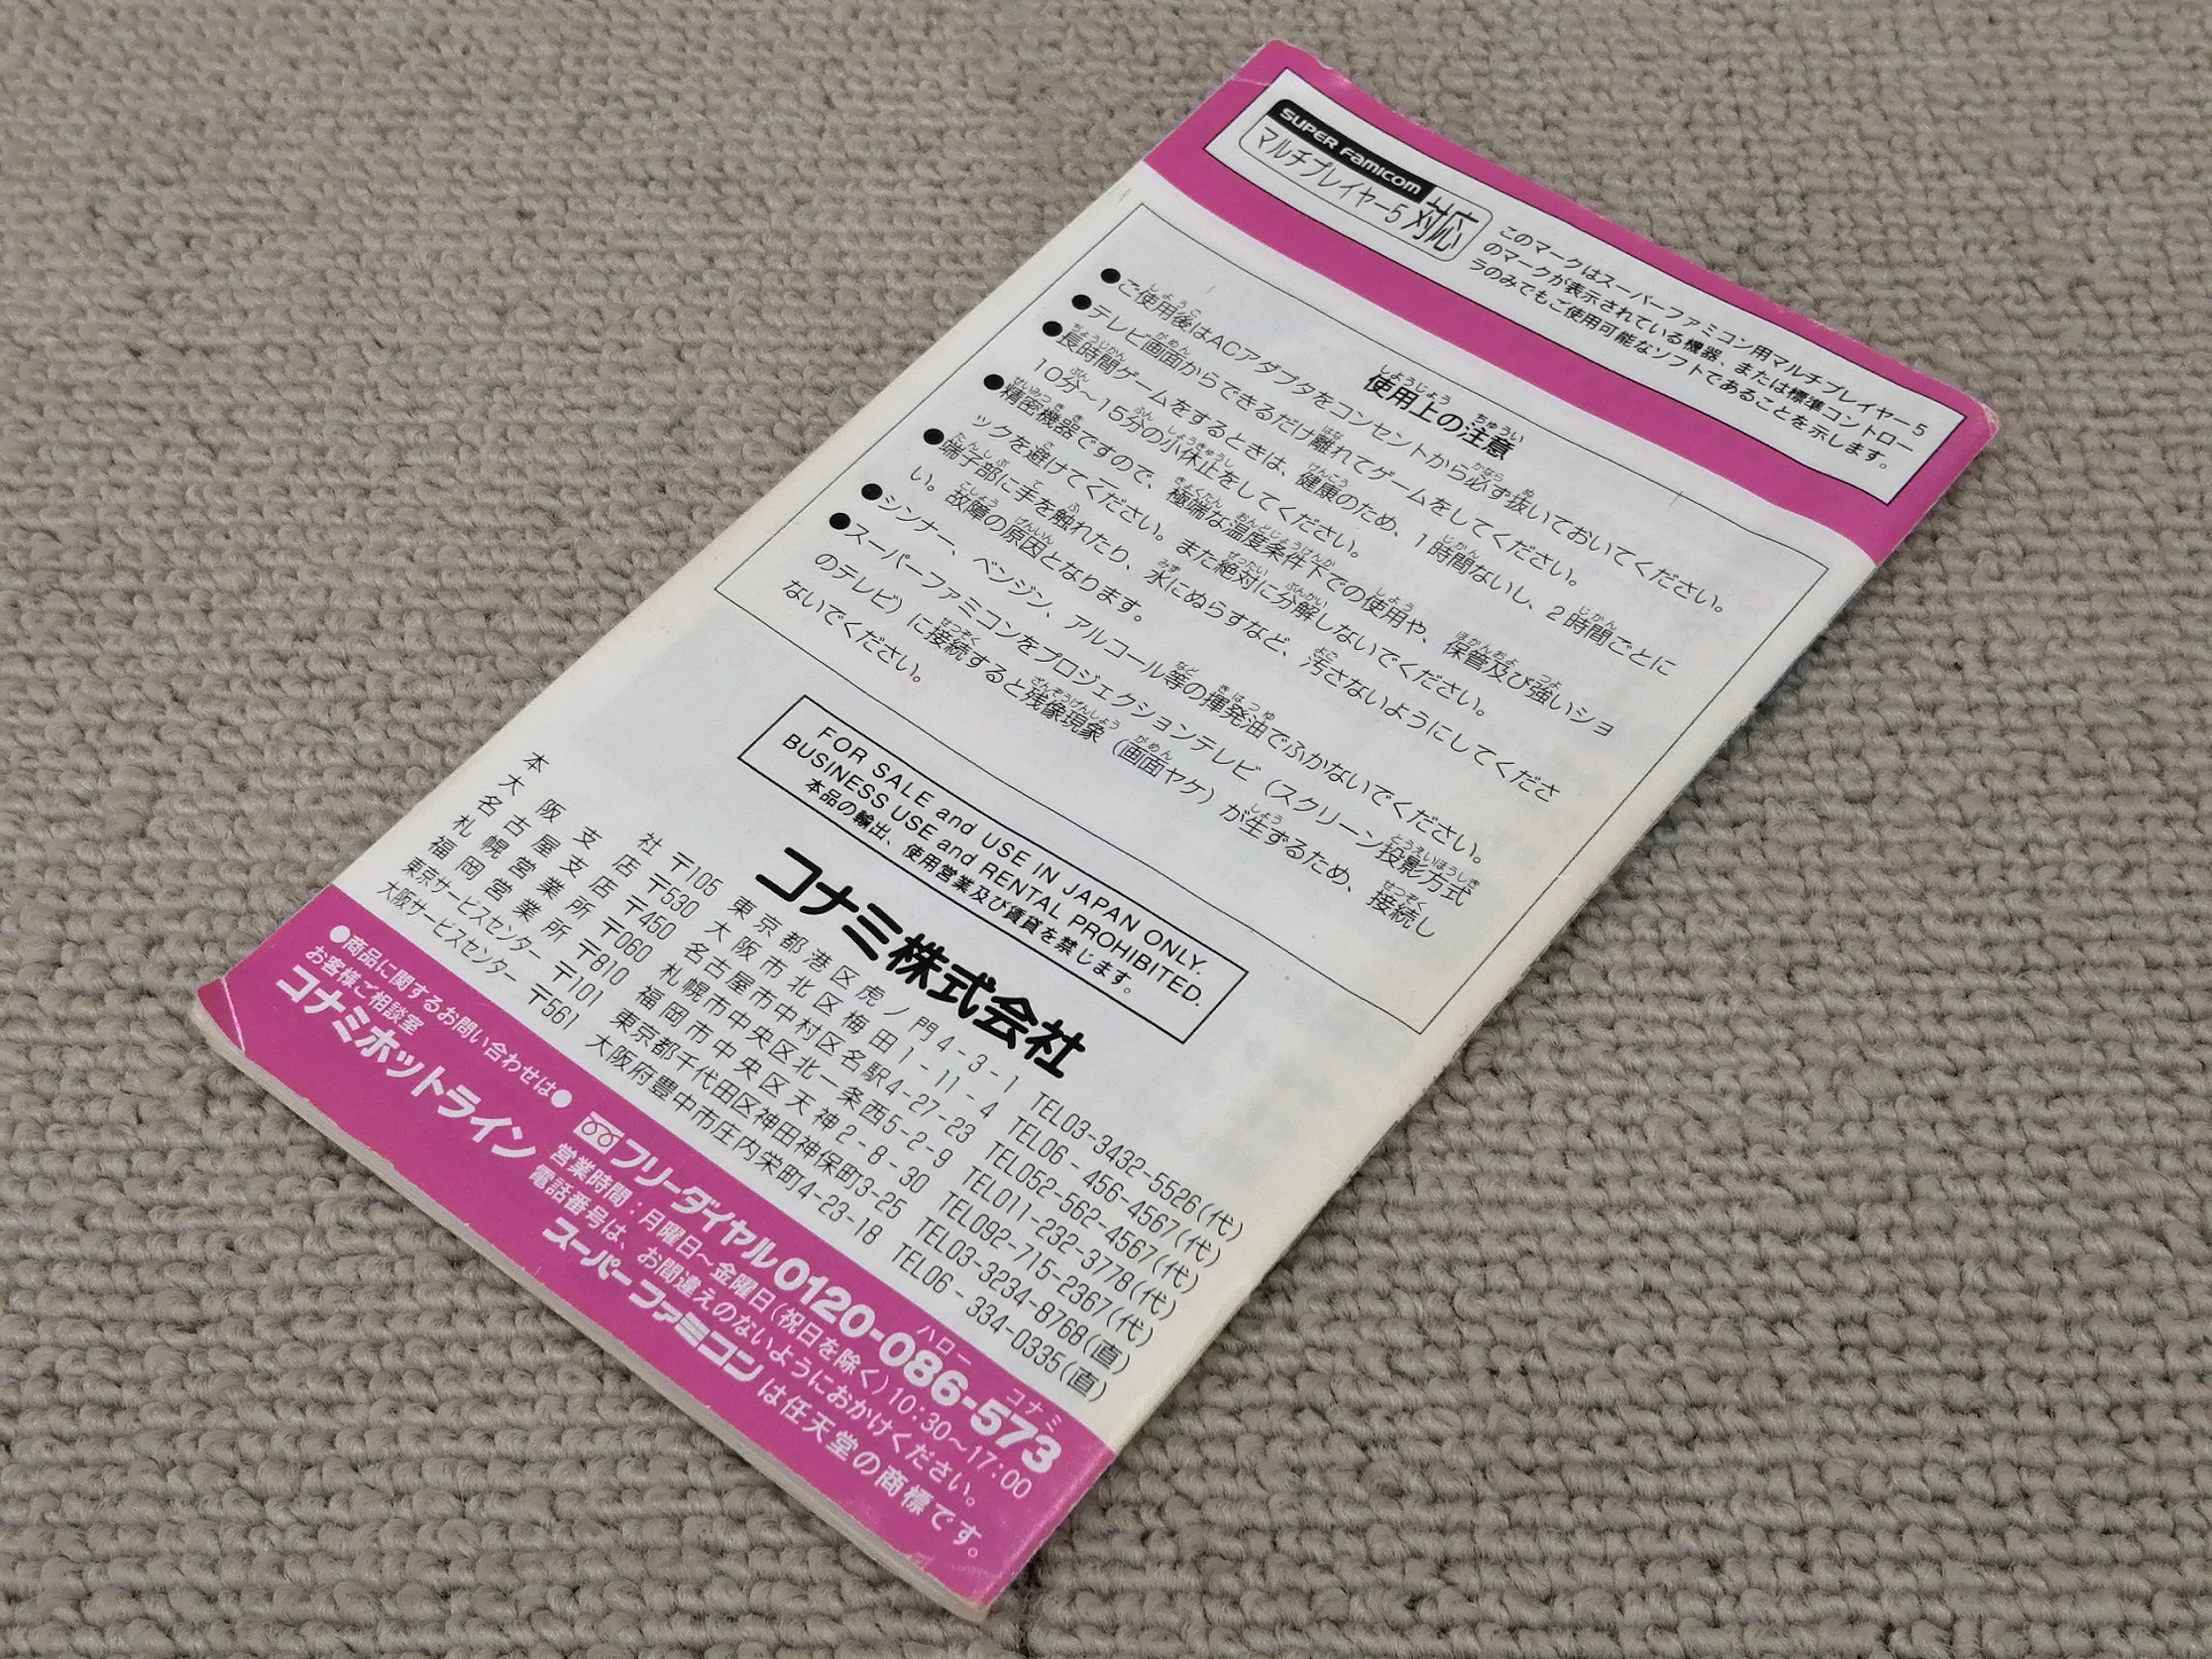 SUPER Famicom
マルチプレイヤー5 対応
このマークはスーパーファミコン用マルチプレイヤー5
のマークが表示されている機器、または標準コントロー
ラのみでもご使用可能なソフトであることを示します。
使用上の注意
●ご使用後はACアダプタをコンセントから必ず抜いておいてください。
●テレビ画面からできるだけ離れてゲームをしてください。
●長時間ゲームをするときは、健康のため、1時間ないし、2時間ごとに
10分〜15分の小休止をしてください。
●精密機器ですので、極端な温度条件下での使用や、保管及び強いショ
ックを避けてください。また絶対に分解しないでください。
●端子部に手を触れたり、水にぬらすなど、汚さないようにしてくださ
い。故障の原因となります。
●シンナー、ベンジン、アルコール等の揮発油でふかないでください。
●スーパーファミコンをプロジェクションテレビ（スクリーン投影方式
のテレビ）に接続すると残像現象（画面ヤケ）が生ずるため、接続し
ないでください。
FOR SALE and USE IN JAPAN ONLY.
BUSINESS USE and RENTAL PROHIBITED.
本品の輸出、使用営業及び賃貸を禁じます。
コナミ株式会社
本社 〒105 東京都港区虎ノ門4-3-1 TEL03-3432-5526(代)
大阪支店 〒530 大阪市北区梅田1-11-4 TEL06-456-4567(代)
名古屋支店 〒450 名古屋市中村区名駅4-27-23 TEL052-562-4567(代)
札幌営業所 〒060 札幌市中央区北一条西5-2-9 TEL011-232-3778(代)
福岡営業所 〒810 福岡市中央区天神2-8-30 TEL092-715-2367(代)
東京サービスセンター 〒101 東京都千代田区神田神保町3-25 TEL03-3234-8768(直)
大阪サービスセンター 〒561 大阪府豊中市庄内栄町4-23-18 TEL06-334-0335(直)
●商品に関するお問い合わせは●
お客様ご相談室
コナミホットライン
ハロー コナミ
フリーダイヤル0120-086-573
営業時間：月曜日〜金曜日(祝日を除く)10：30〜17：00
電話番号は、お間違えのないようにおかけください。
スーパーファミコンは任天堂の商標です。